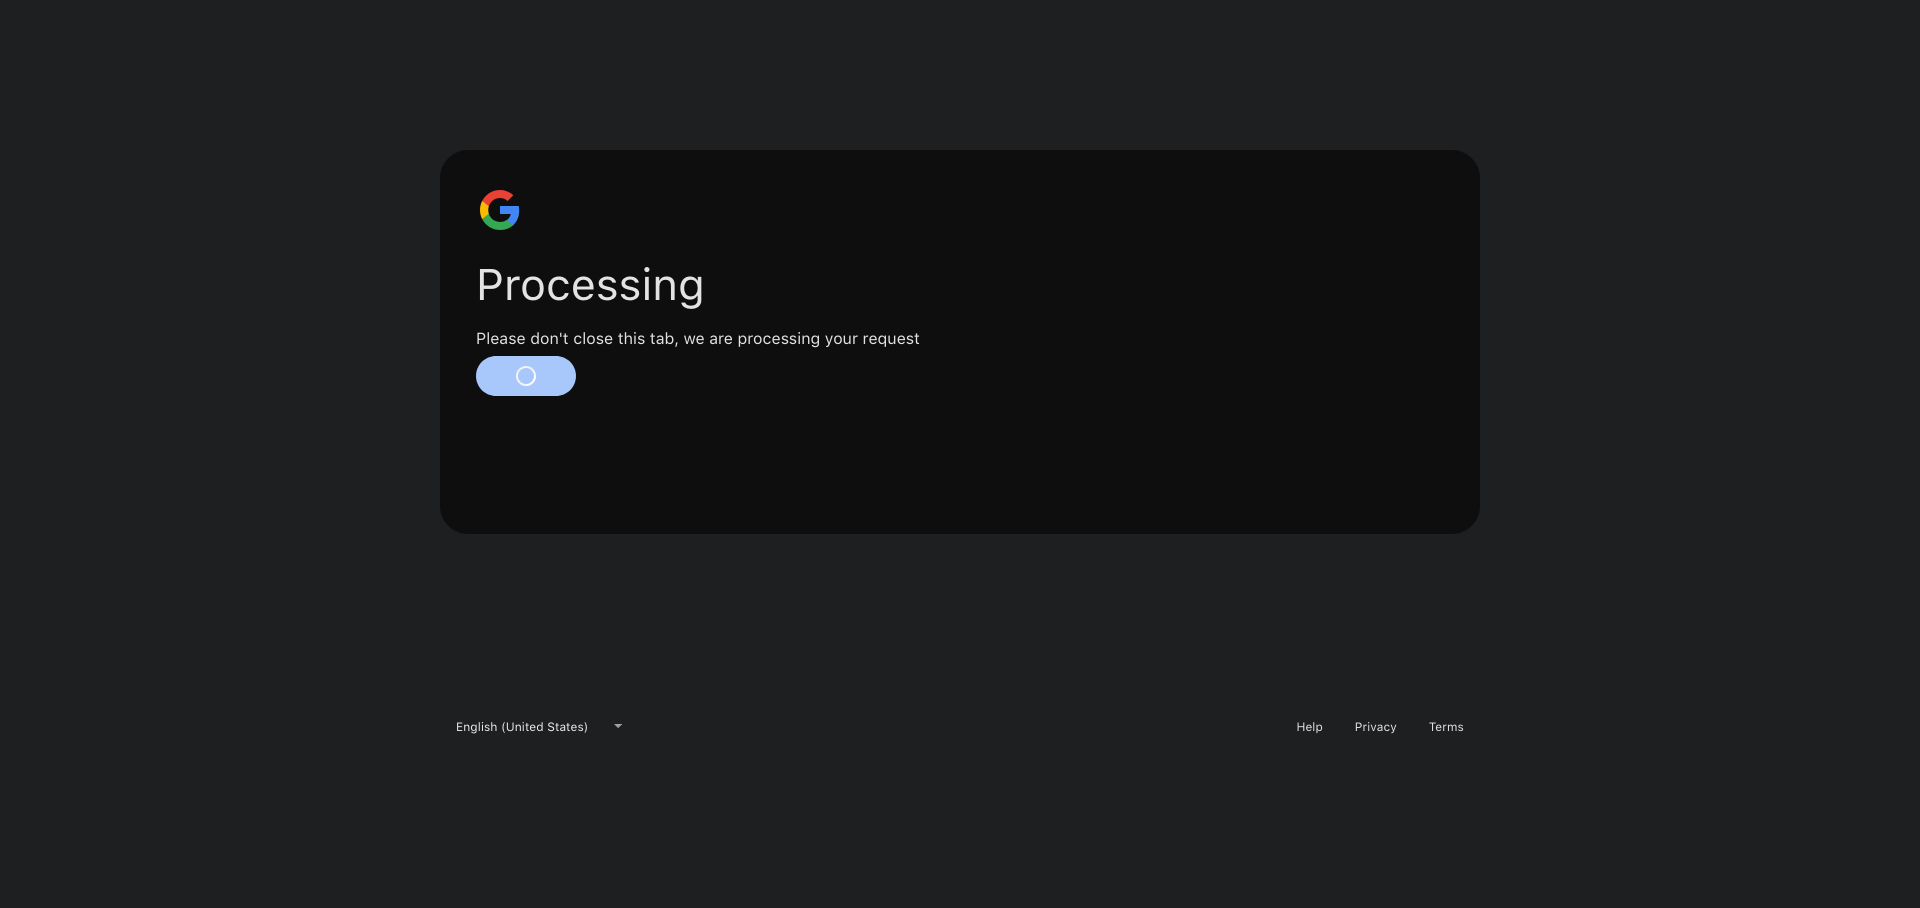 Processing
Please don't close this tab, we are processing your request
English (United States)
Help Privacy Terms